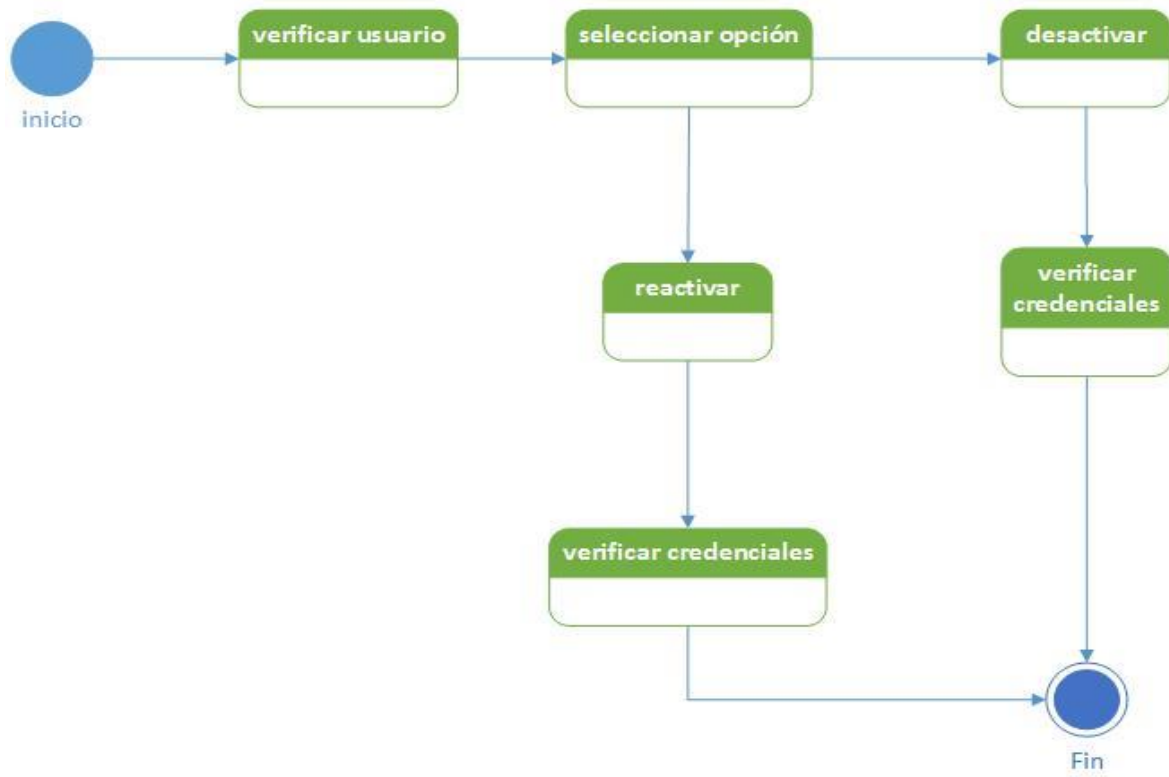 verificar usuario
seleccionar opción
desactivar
inicio
reactivar
verificar
credenciales
verificar credenciales
Fin